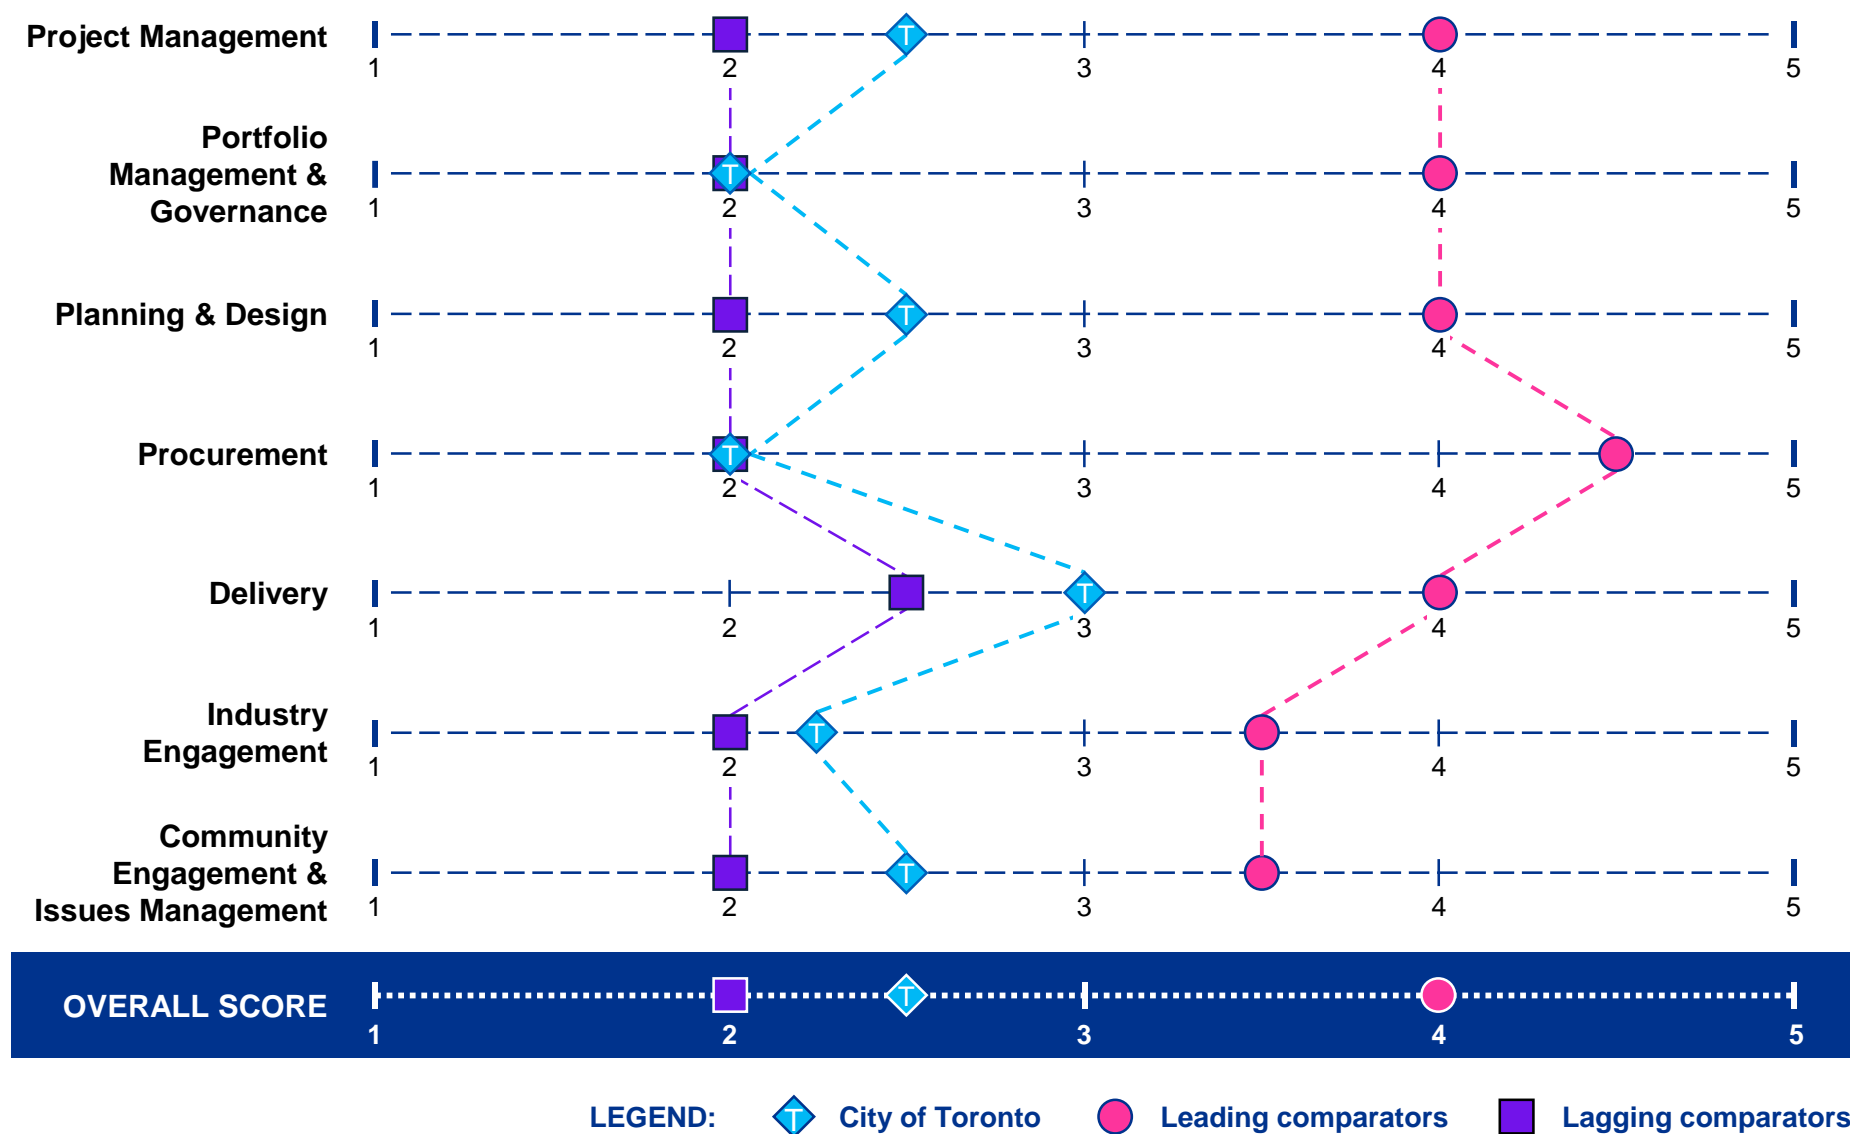 Project Management
T
1 2 3 4 5
Portfolio
Management &
Governance
T
1 2 3 4 5
Planning & Design
T
1 2 3 4 5
Procurement
T
1 2 3 4 5
Delivery
T
1 2 3 4 5
Industry
Engagement
T
1 2 3 4 5
Community
Engagement &
Issues Management
T
1 2 3 4 5
OVERALL SCORE
T
1 2 3 4 5
LEGEND: T City of Toronto Leading comparators Lagging comparators